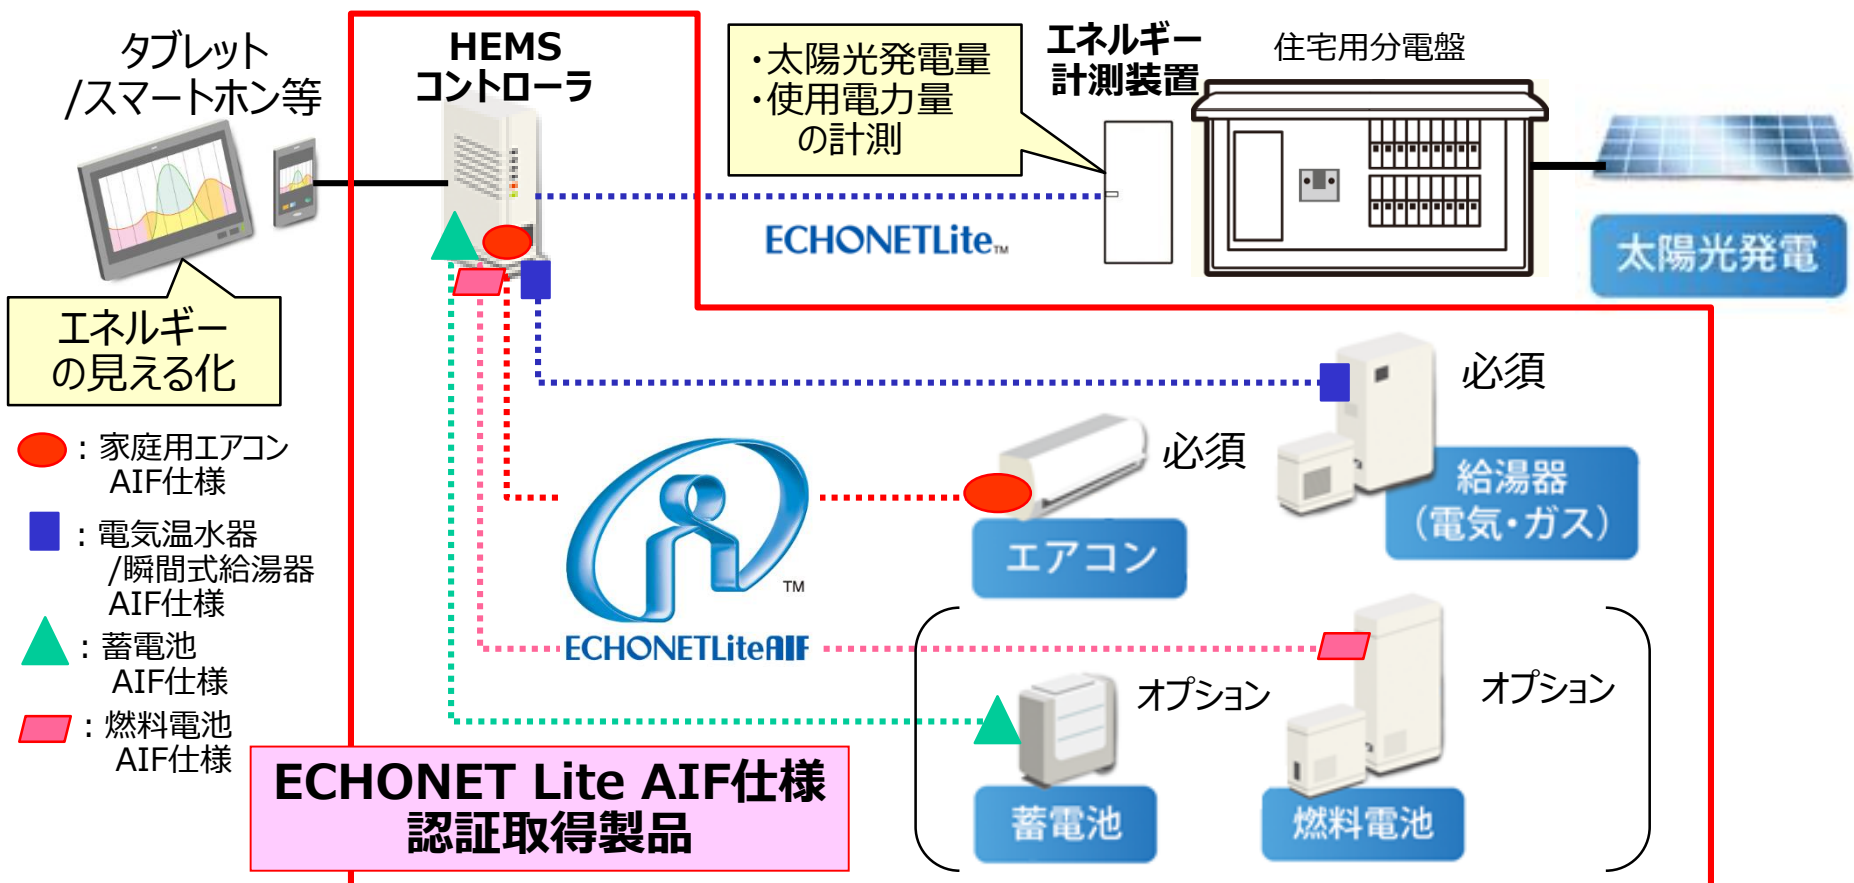 タブレット
/スマートホン等
HEMS
コントローラ
・太陽光発電量
・使用電力量
の計測
エネルギー
計測装置
住宅用分電盤
ECHONETLite™
太陽光発電
エネルギー
の見える化
必須
給湯器
（電気・ガス）
必須
エアコン
：家庭用エアコン
AIF仕様
：電気温水器
/瞬間式給湯器
AIF仕様
：蓄電池
AIF仕様
：燃料電池
AIF仕様
TM
ECHONETLiteAIF
オプション
蓄電池
オプション
燃料電池
ECHONET Lite AIF仕様
認証取得製品